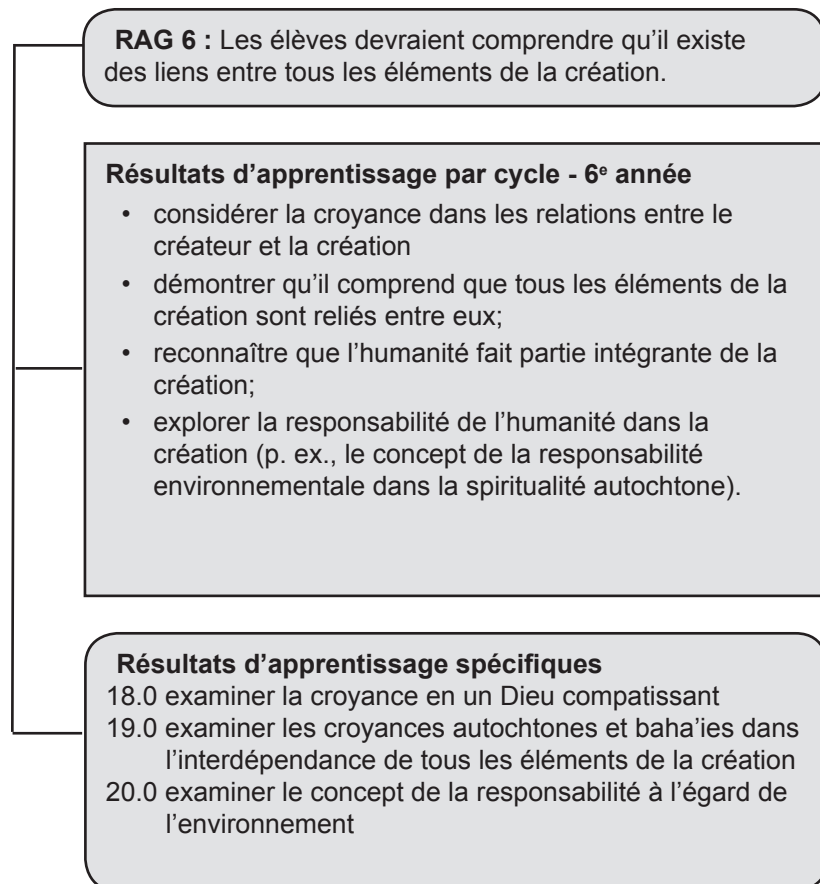 RAG 6 : Les élèves devraient comprendre qu'il existe
des liens entre tous les éléments de la création.
Résultats d'apprentissage par cycle - 6e année
• considérer la croyance dans les relations entre le
créateur et la création
• démontrer qu'il comprend que tous les éléments de la
création sont reliés entre eux;
• reconnaître que l'humanité fait partie intégrante de la
création;
• explorer la responsabilité de l'humanité dans la
création (p. ex., le concept de la responsabilité
environnementale dans la spiritualité autochtone).
Résultats d'apprentissage spécifiques
18.0 examiner la croyance en un Dieu compatissant
19.0 examiner les croyances autochtones et baha'ies dans
l'interdépendance de tous les éléments de la création
20.0 examiner le concept de la responsabilité à l'égard de
l'environnement